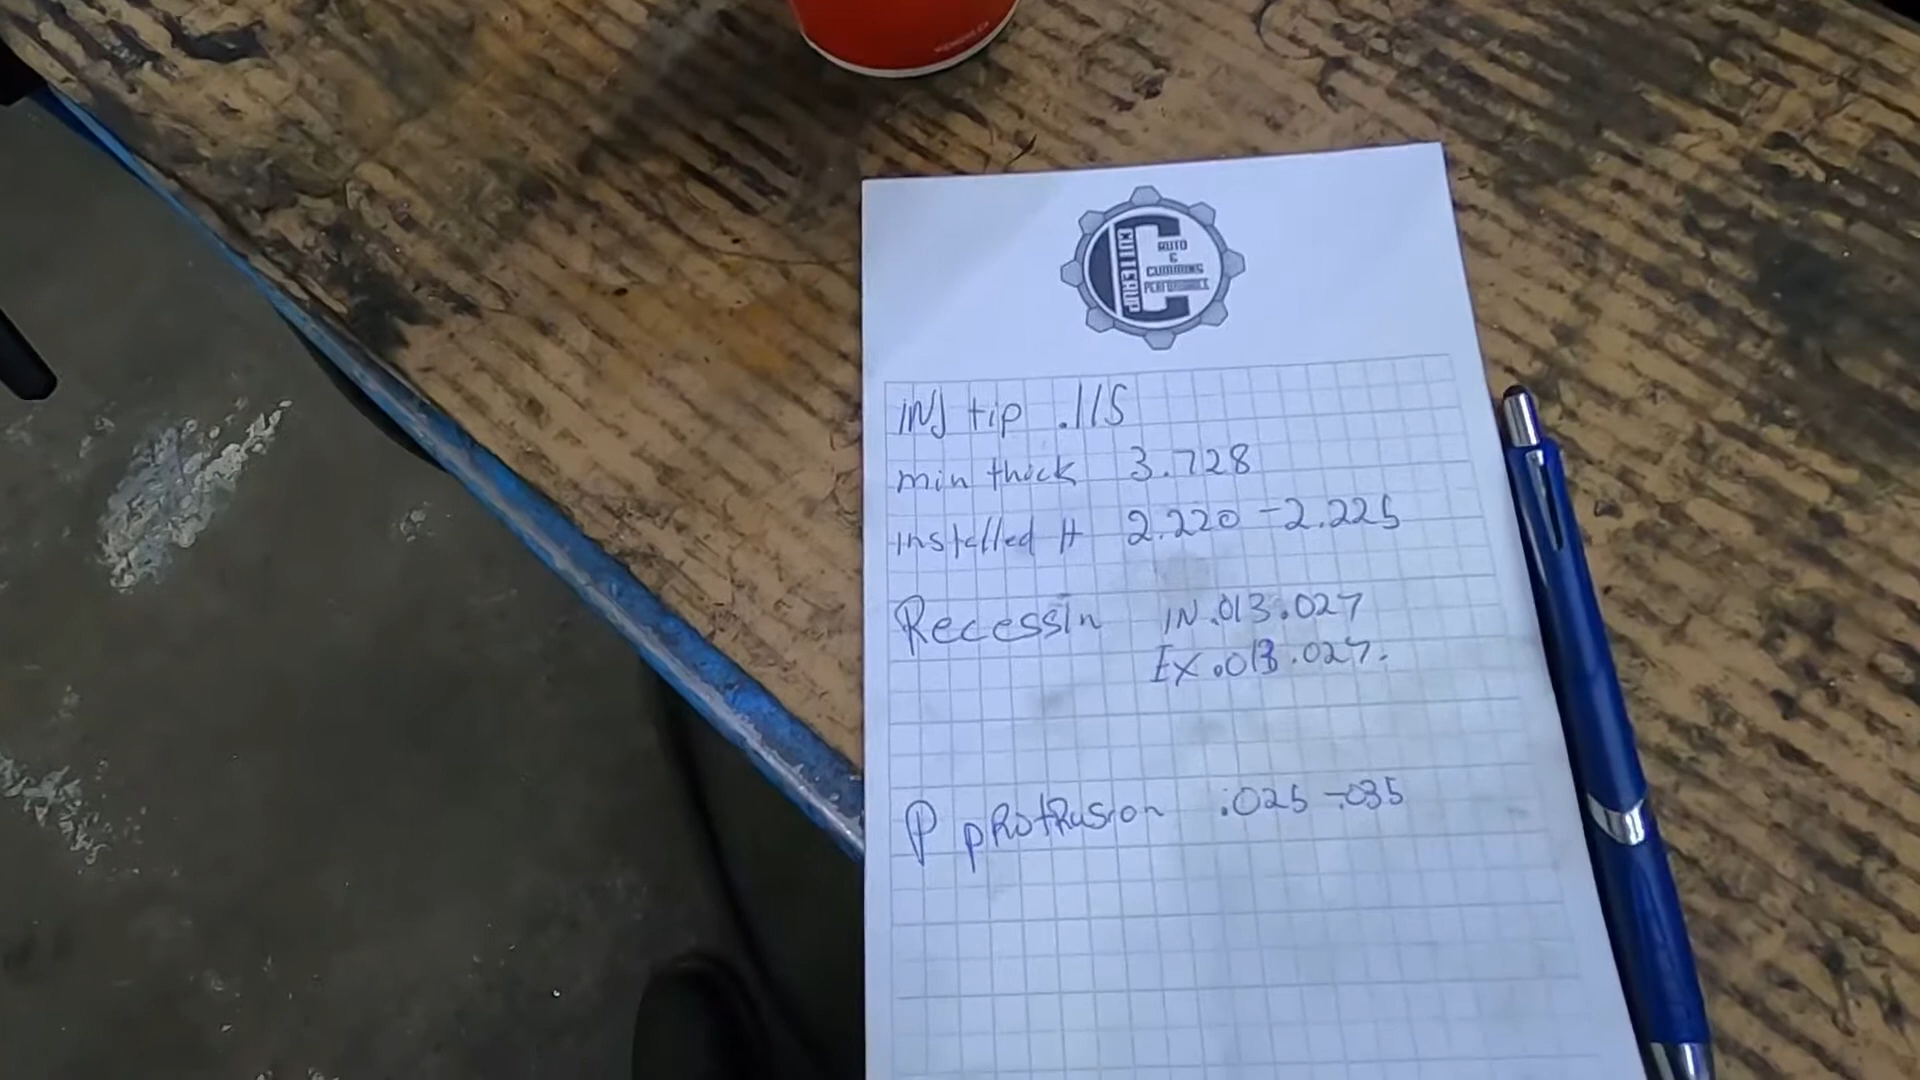 CUTTERUP
AUTO
&
CUMMINS
PERFORMANCE
INJ tip .115
min thick 3.728
installed H 2.220 - 2.225
Recessin IN .013 .027
EX .013 .027.
P pRotRusion .025 - .035